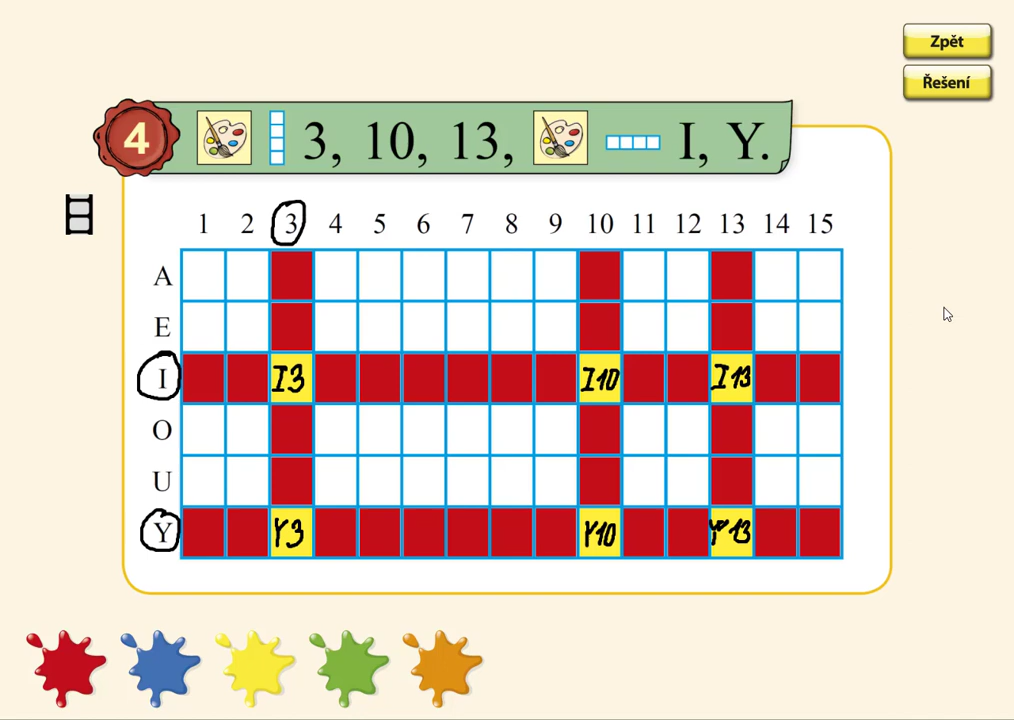 Zpět
Řešení
4 3, 10, 13, I, Y.
1 2 3 4 5 6 7 8 9 10 11 12 13 14 15
A
E
I I3 I10 I13
O
U
Y Y3 Y10 Y13